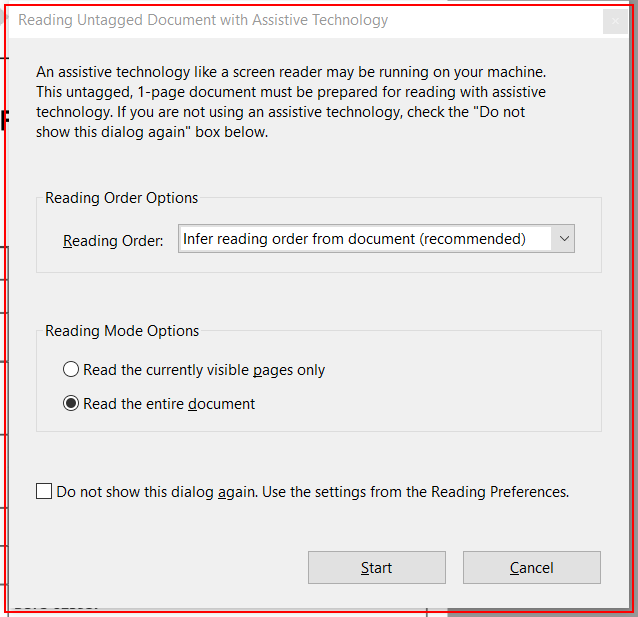 Reading Untagged Document with Assistive Technology
An assistive technology like a screen reader may be running on your machine.
This untagged, 1-page document must be prepared for reading with assistive
technology. If you are not using an assistive technology, check the "Do not
show this dialog again" box below.
Reading Order Options
Reading Order: Infer reading order from document (recommended)
Reading Mode Options
Read the currently visible pages only
Read the entire document
Do not show this dialog again. Use the settings from the Reading Preferences.
Start Cancel